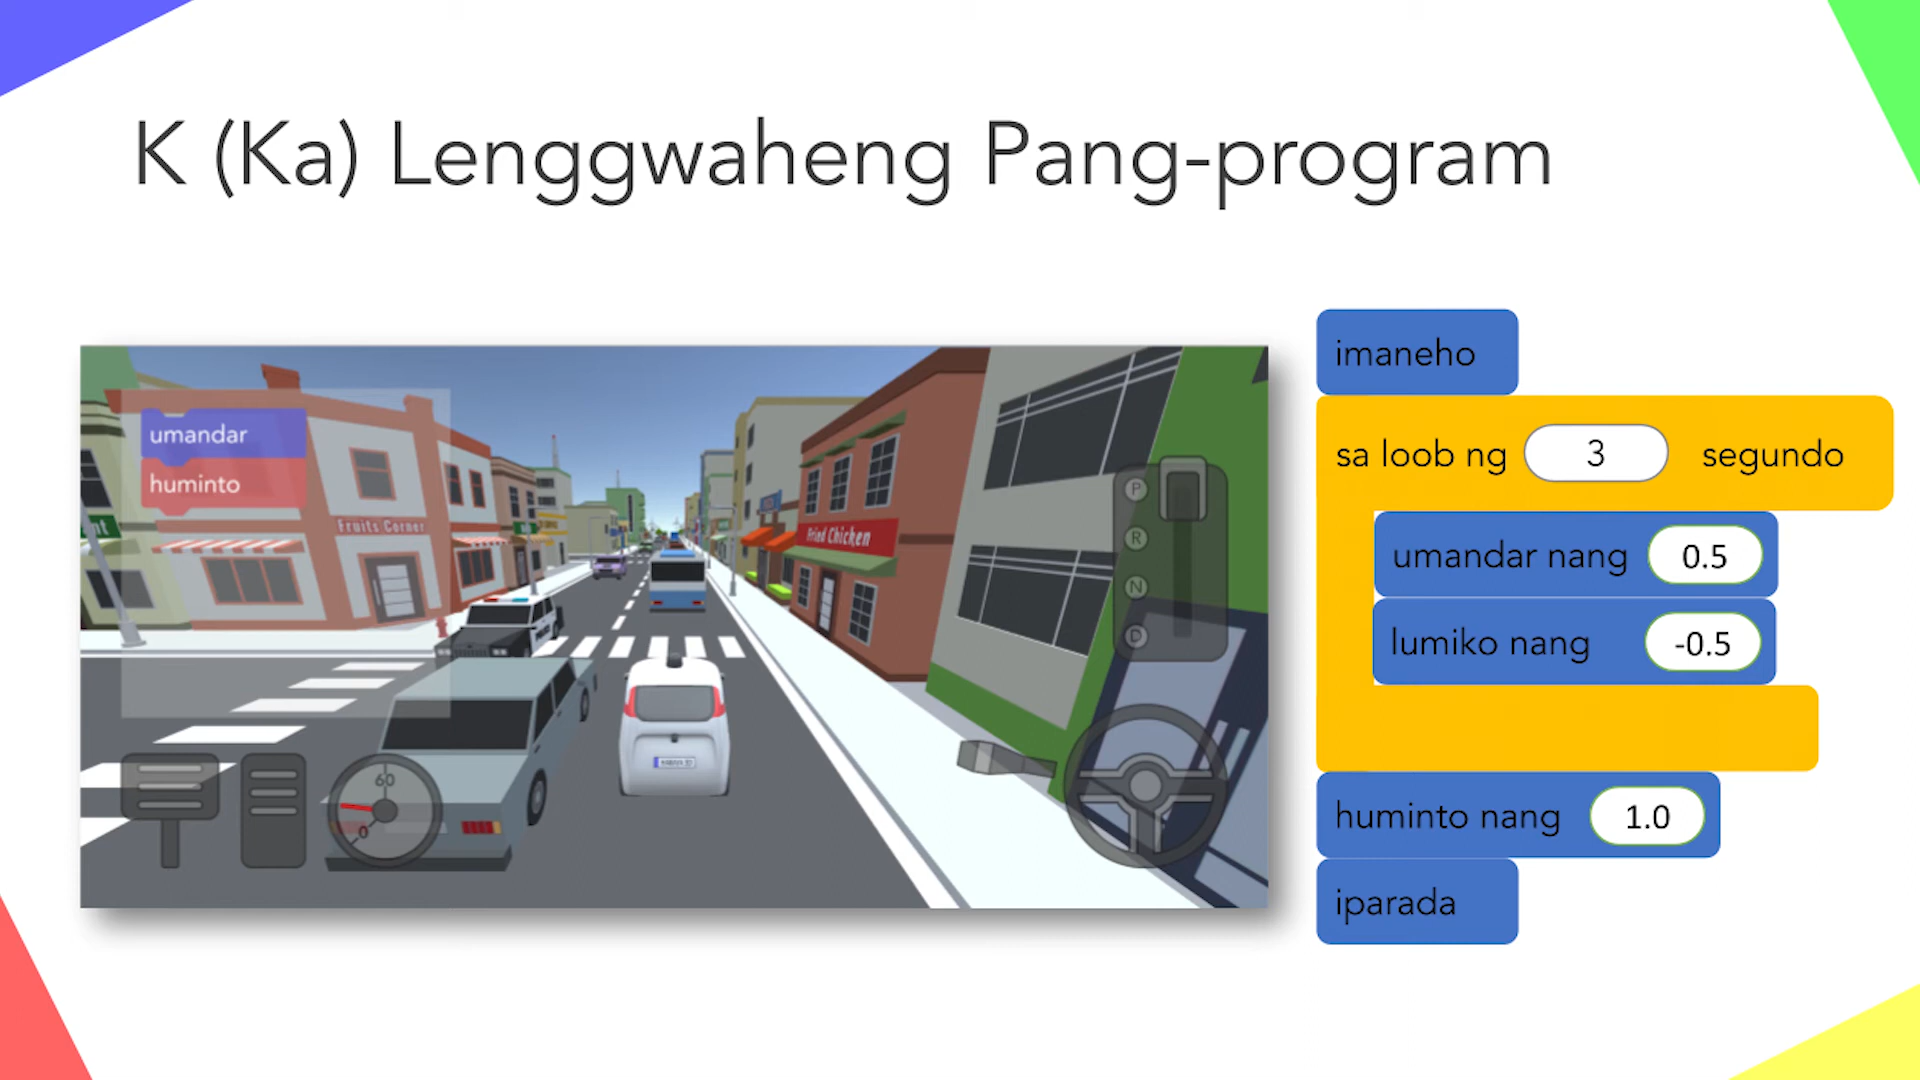 K (Ka) Lenggwaheng Pang-program
umandar
huminto
Fruits Corner
Fried Chicken
P
R
N
D
60
0
imaneho
sa loob ng 3 segundo
umandar nang 0.5
lumiko nang -0.5
huminto nang 1.0
iparada